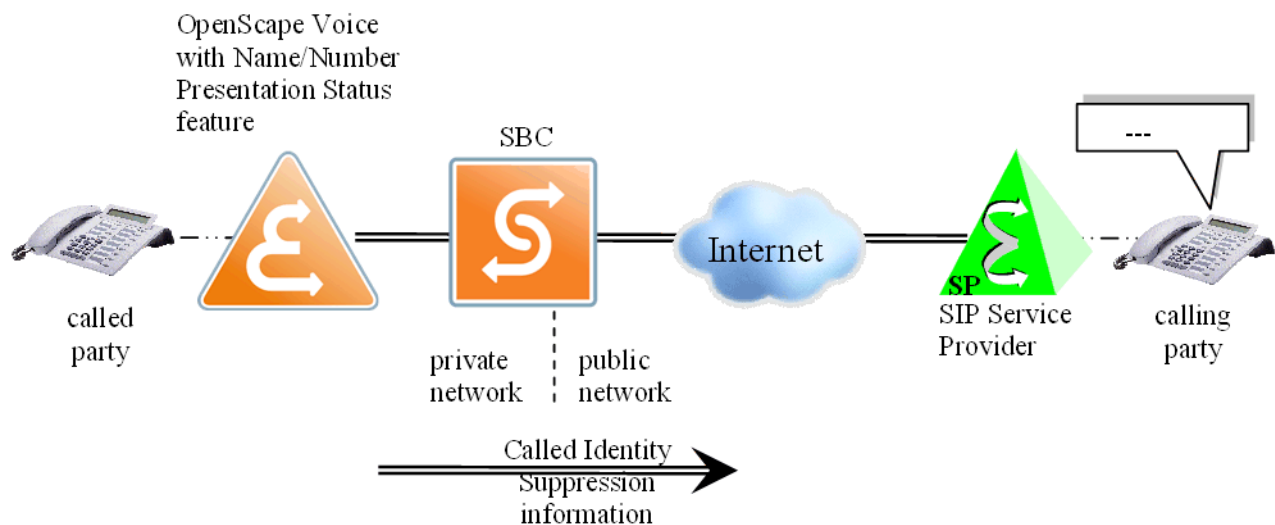 OpenScape Voice
with Name/Number
Presentation Status
feature
SBC
---
Internet
SP
SIP Service
Provider
called
party
calling
party
private
network
public
network
Called Identity
Suppression
information